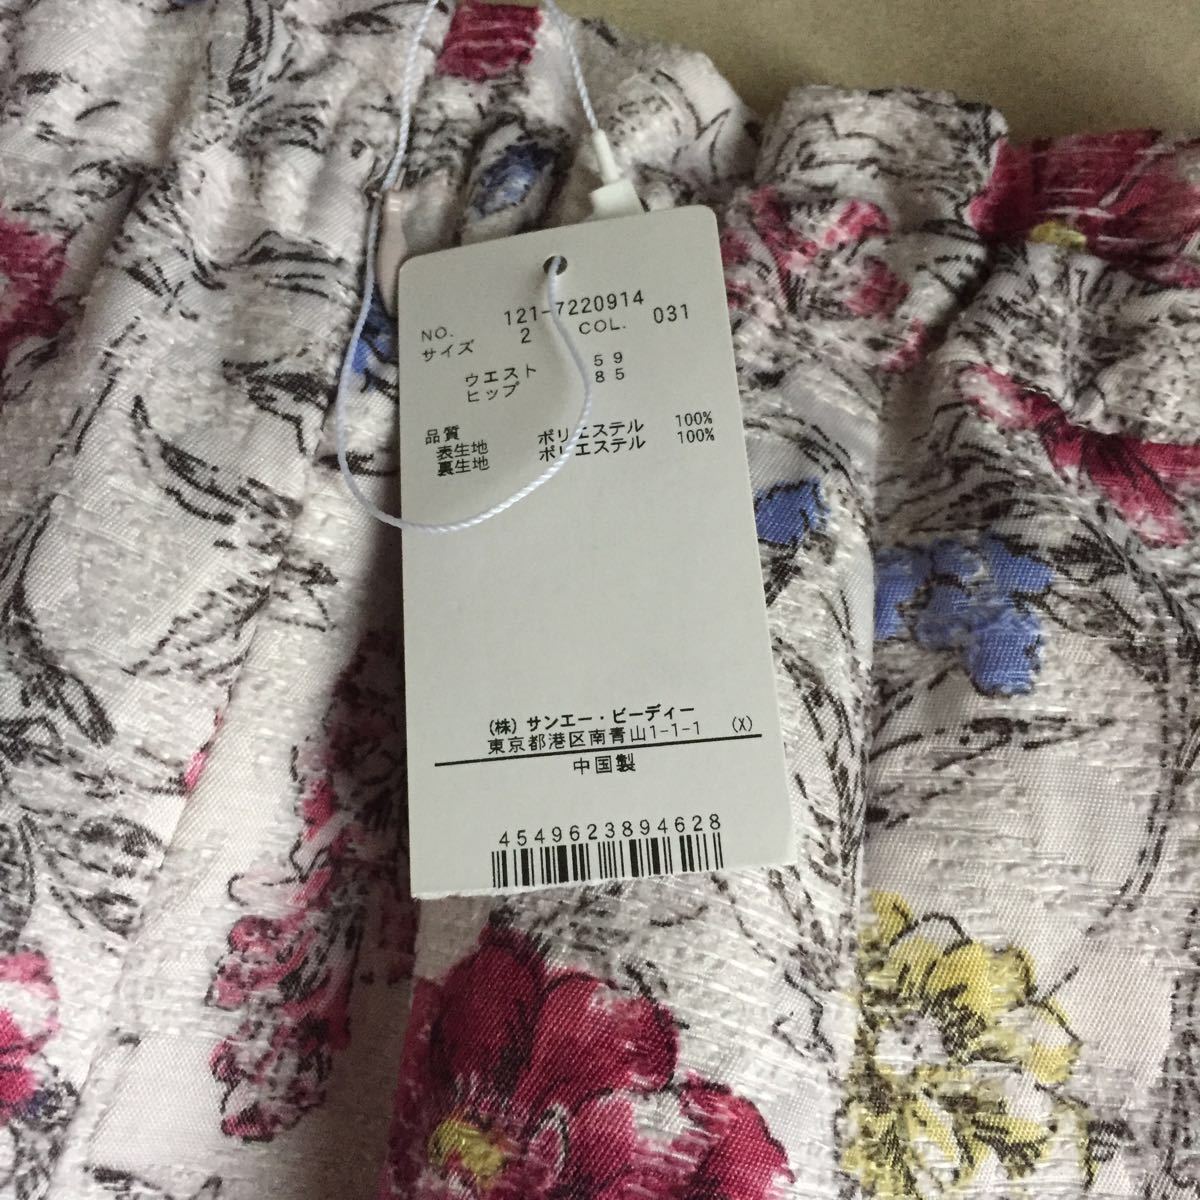 NO. 121-7220914
サイズ 2 COL. 031
ウエスト 59
ヒップ 85
品質
表生地 ポリエステル 100%
裏生地 ポリエステル 100%
(株) サンエー・ビーディー
東京都港区南青山1-1-1 (X)
中国製
4549623894628